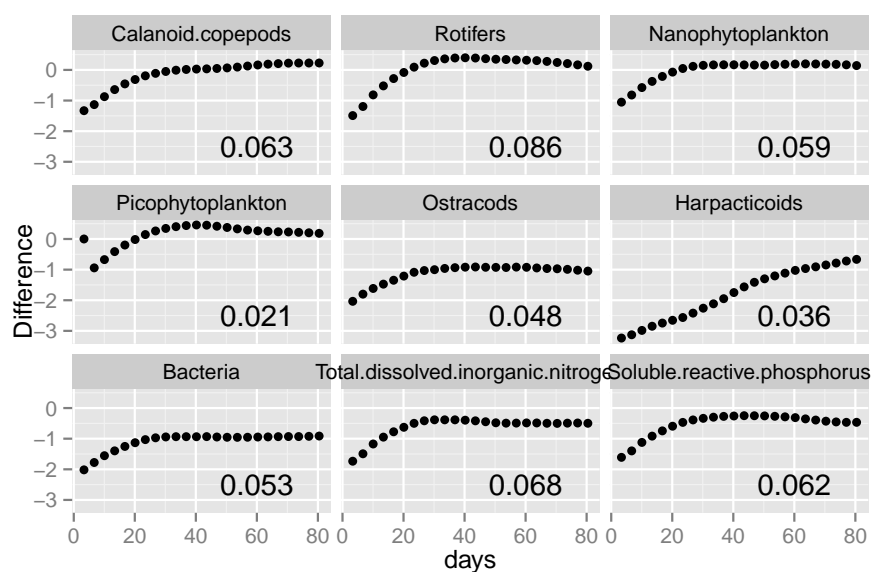 Calanoid.copepods Rotifers Nanophytoplankton
0
−1
−2
−3
0.063 0.086 0.059
Picophytoplankton Ostracods Harpacticoids
0
−1
−2
−3
0.021 0.048 0.036
Difference
Bacteria Total.dissolved.inorganic.nitroge Soluble.reactive.phosphorus
0
−1
−2
−3
0.053 0.068 0.062
0 20 40 60 80 0 20 40 60 80 0 20 40 60 80
days